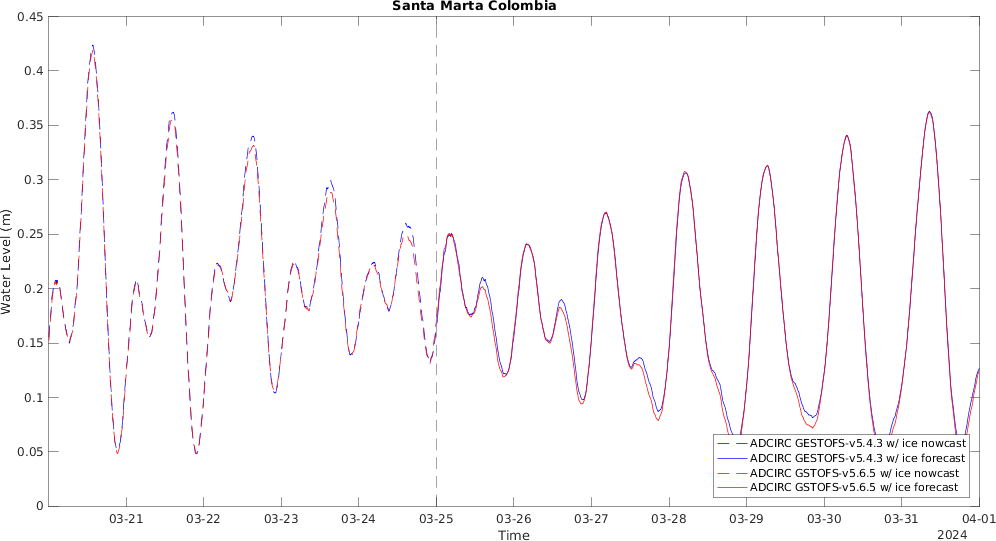 Santa Marta Colombia
0.45
0.4
0.35
0.3
0.25
0.2
0.15
0.1
0.05
0
Water Level (m)
ADCIRC GESTOFS-v5.4.3 w/ ice nowcast
ADCIRC GESTOFS-v5.4.3 w/ ice forecast
ADCIRC GSTOFS-v5.6.5 w/ ice nowcast
ADCIRC GSTOFS-v5.6.5 w/ ice forecast
03-21 03-22 03-23 03-24 03-25 03-26 03-27 03-28 03-29 03-30 03-31 04-01
Time 2024